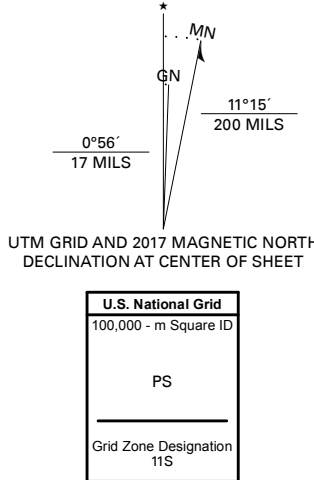 ★
MN
GN
11°15´
200 MILS
0°56´
17 MILS
UTM GRID AND 2017 MAGNETIC NORTH
DECLINATION AT CENTER OF SHEET
U.S. National Grid
100,000 - m Square ID
PS
Grid Zone Designation
11S